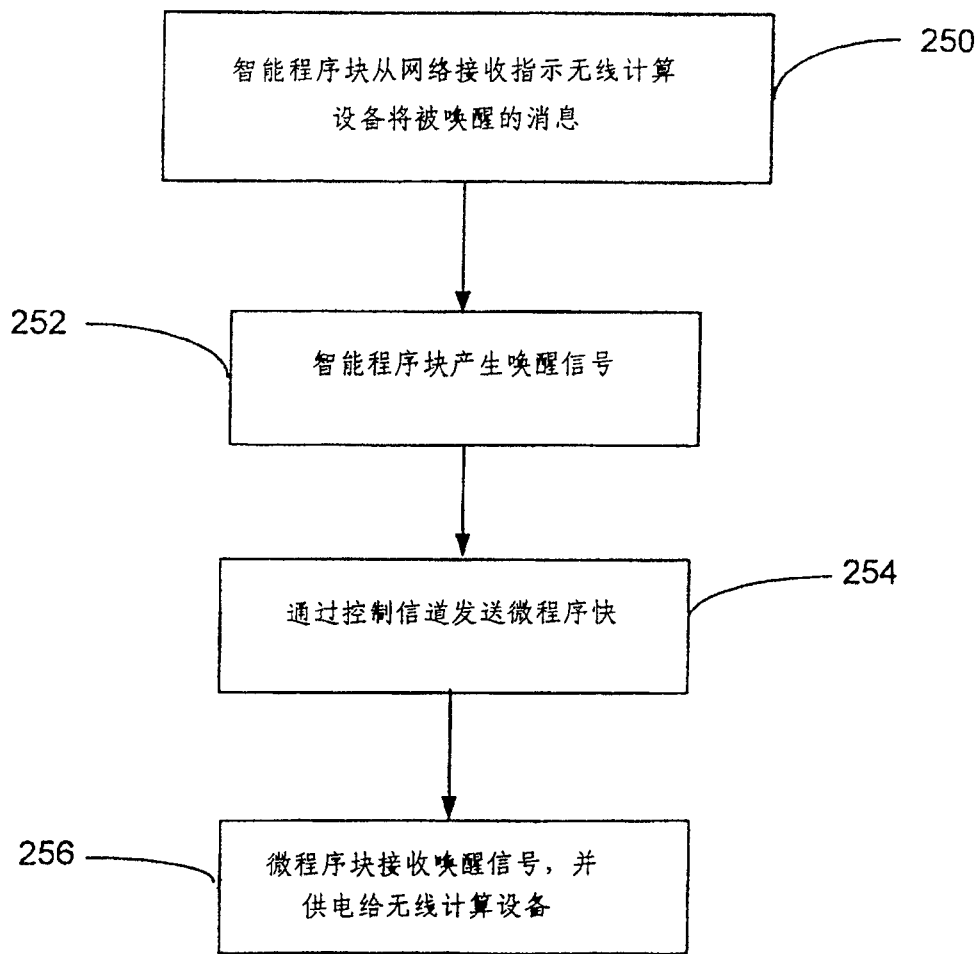 250
智能程序块从网络接收指示无线计算
设备将被唤醒的消息
252
智能程序块产生唤醒信号
254
通过控制信道发送微程序快
256
微程序块接收唤醒信号，并
供电给无线计算设备